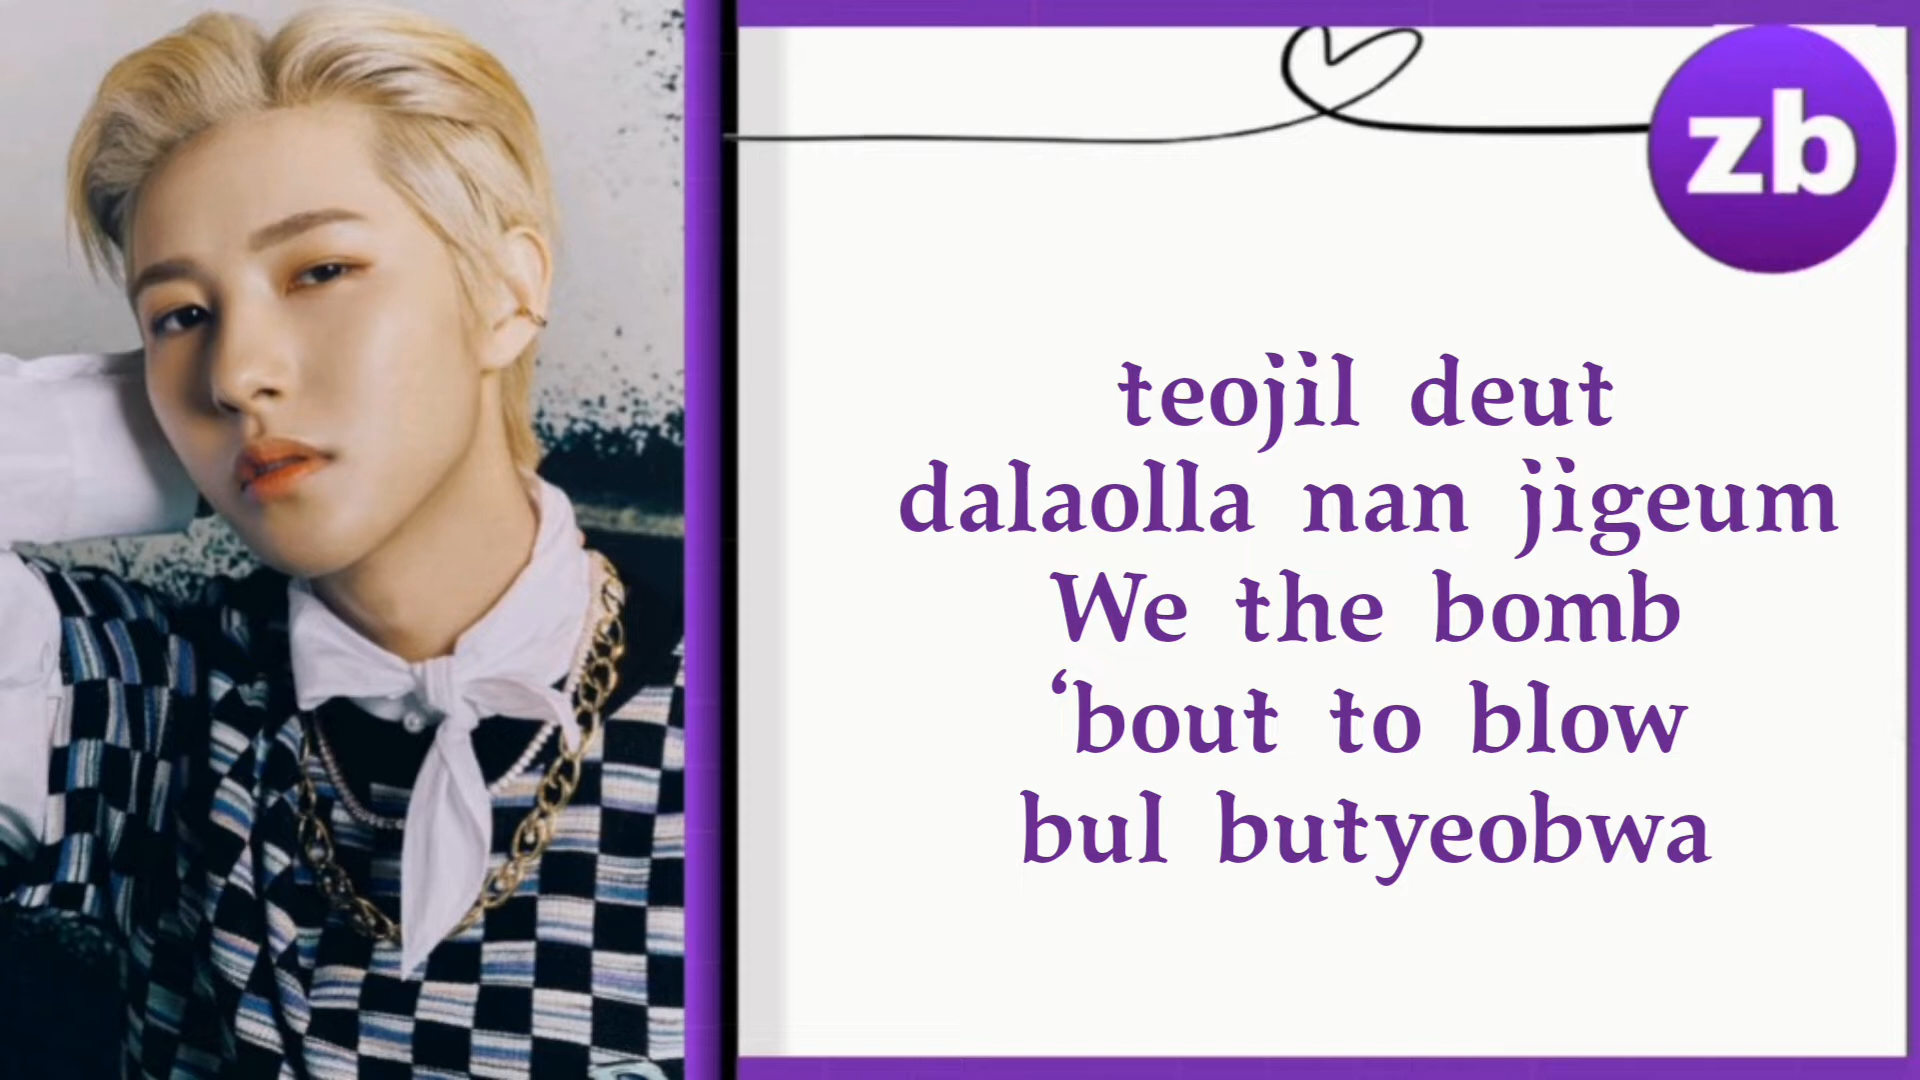 zb
teojil deut
dalaolla nan jigeum
We the bomb
‘bout to blow
bul butyeobwa